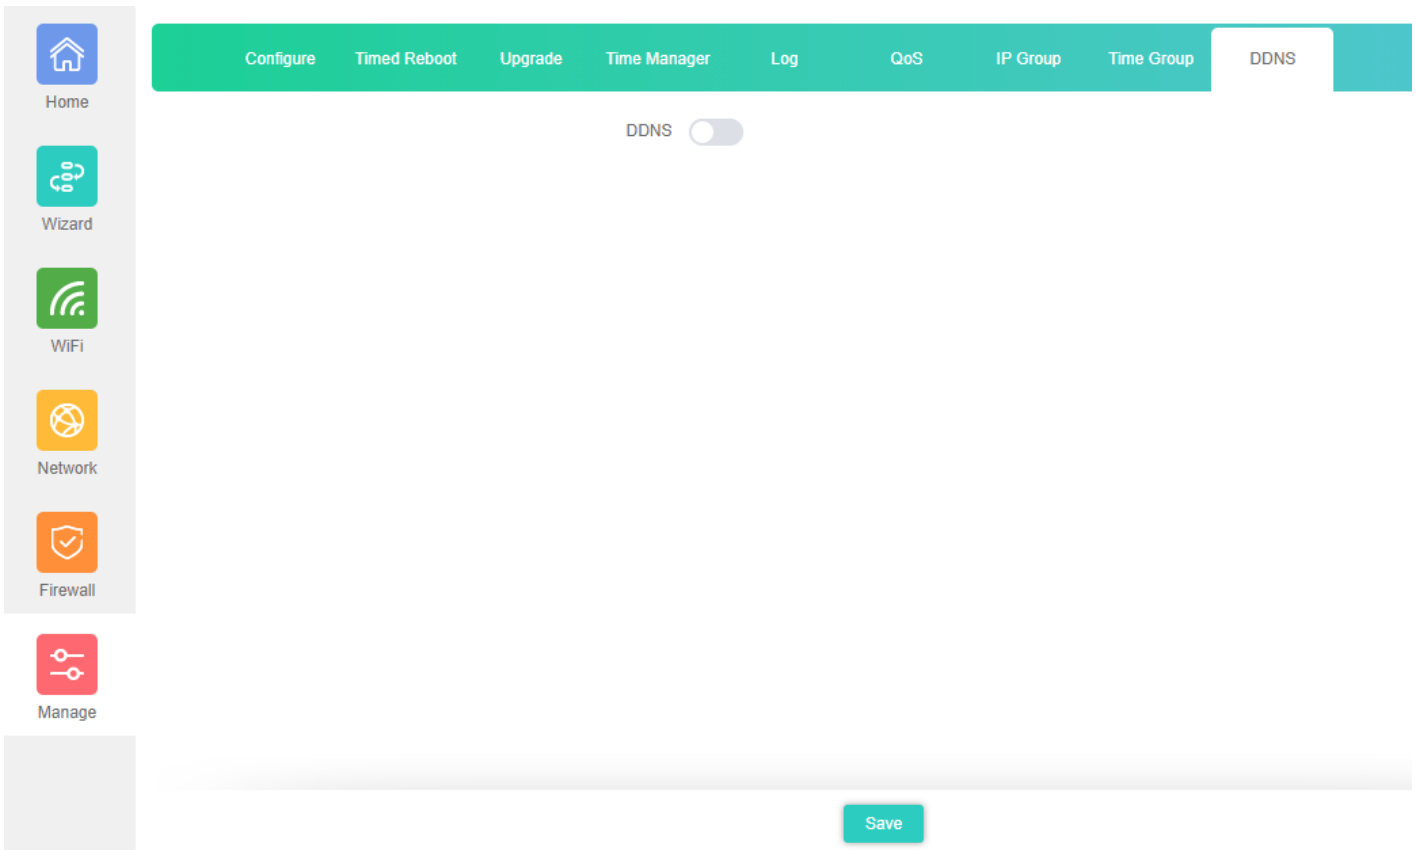 Home
Wizard
WiFi
Network
Firewall
Manage
Configure Timed Reboot Upgrade Time Manager Log QoS IP Group Time Group DDNS
DDNS
Save